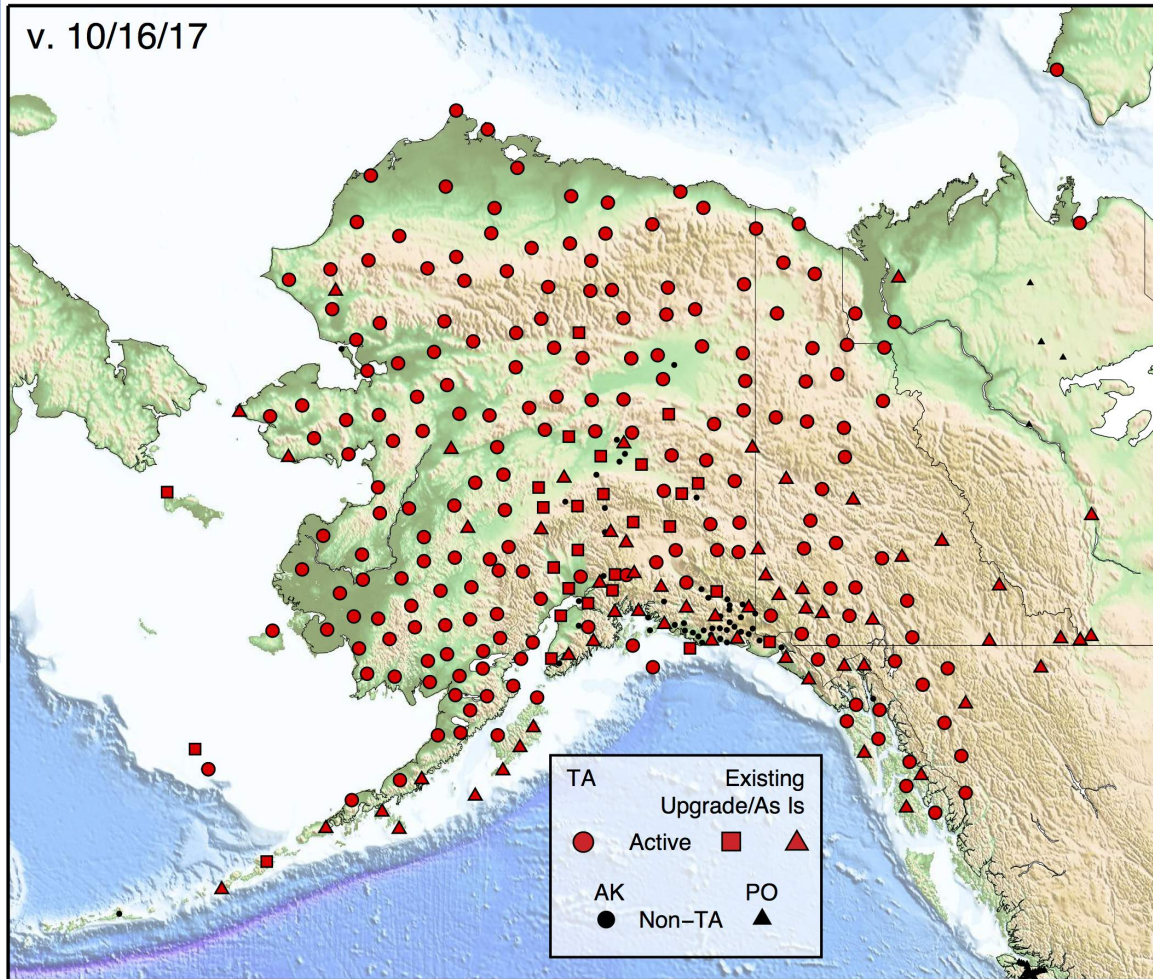 v. 10/16/17
TA Existing
Upgrade/As Is
Active
AK PO
Non−TA